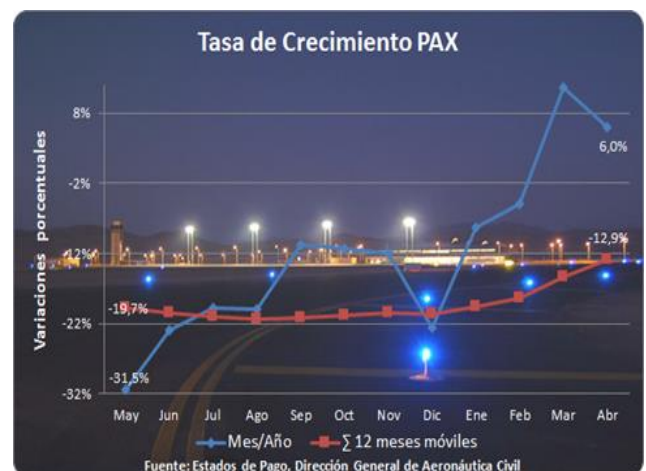 Tasa de Crecimiento PAX
Variaciones porcentuales
8%
-2%
-12%
-22%
-32%
-31,5%
-19,7%
6,0%
-12,9%
May Jun Jul Ago Sep Oct Nov Dic Ene Feb Mar Abr
Mes/Año ∑ 12 meses móviles
Fuente: Estados de Pago, Dirección General de Aeronáutica Civil